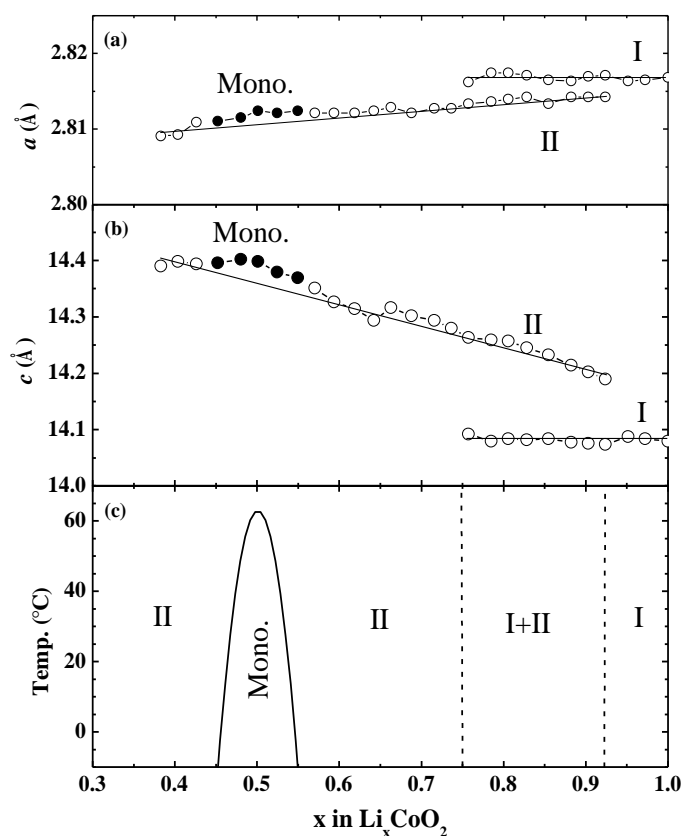 (a)
2.82
2.81
2.80
a (Å)
Mono.
I
II
(b)
14.4
14.3
14.2
14.1
14.0
c (Å)
Mono.
II
I
(c)
60
40
20
0
Temp. (°C)
II
Mono.
II
I+II
I
0.3 0.4 0.5 0.6 0.7 0.8 0.9 1.0
x in LiₓCoO₂